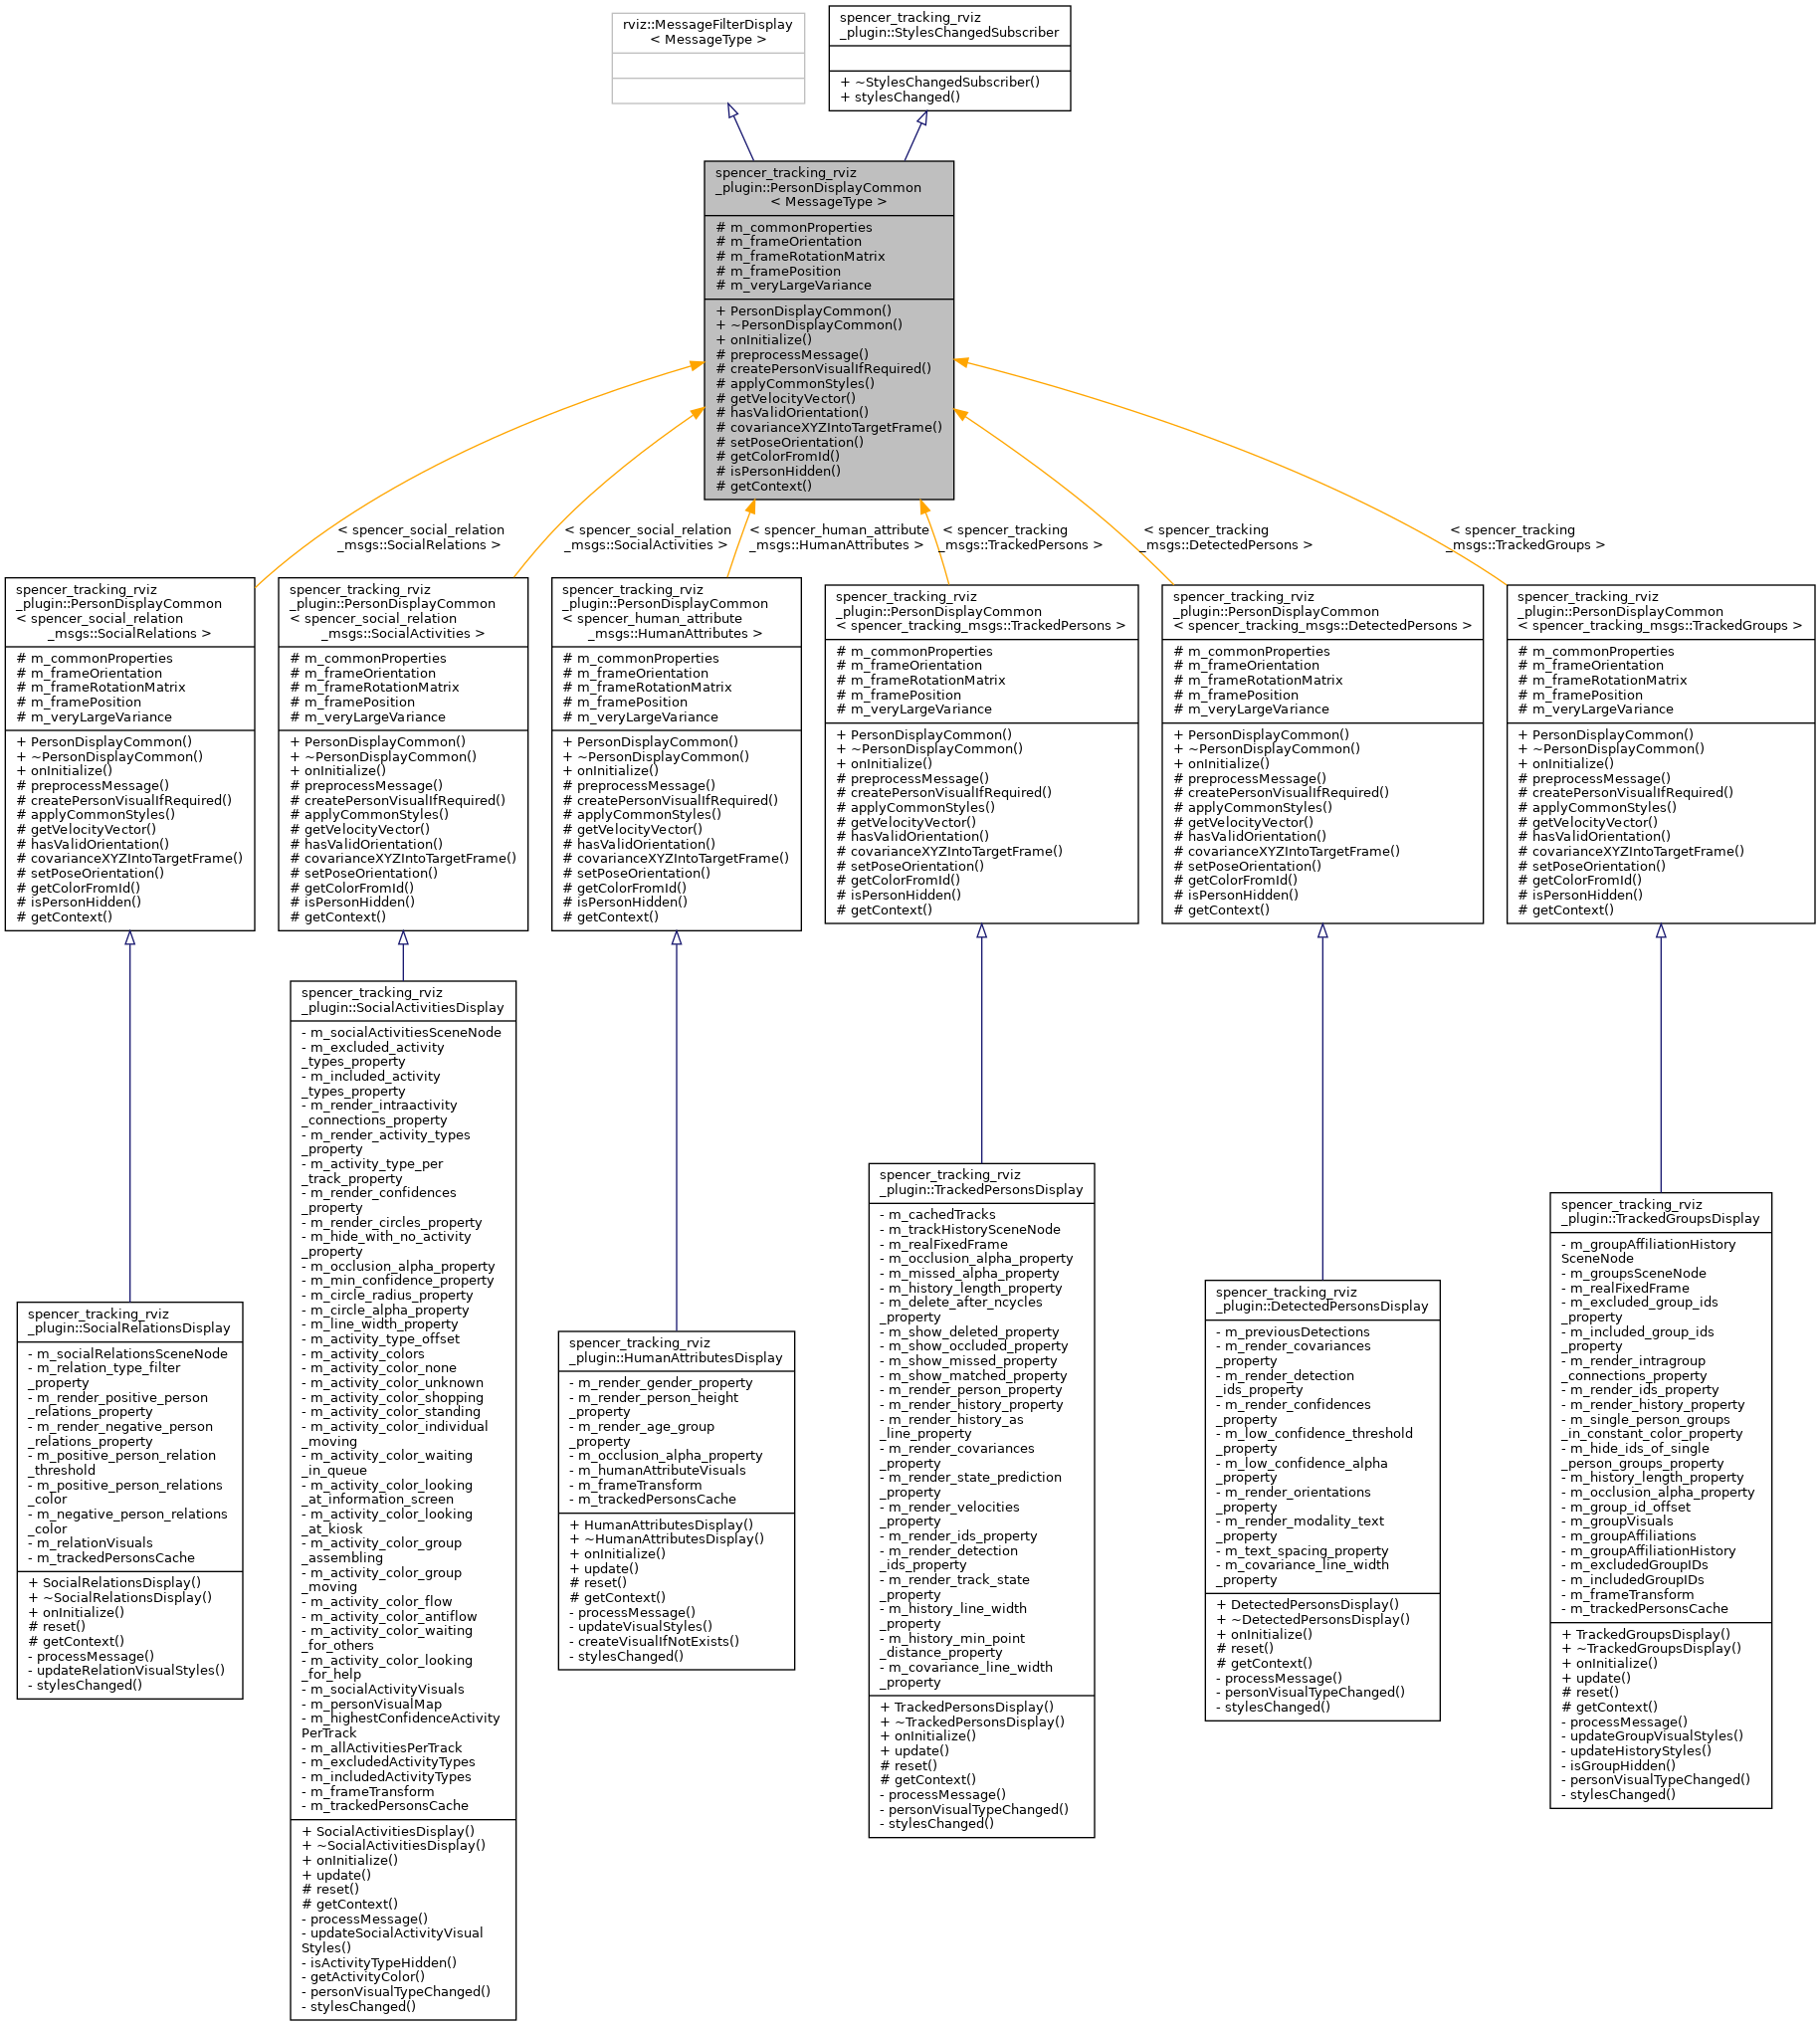 rviz::MessageFilterDisplay
< MessageType >
spencer_tracking_rviz
_plugin::StylesChangedSubscriber
+ ~StylesChangedSubscriber()
+ stylesChanged()
spencer_tracking_rviz
_plugin::PersonDisplayCommon
< MessageType >
# m_commonProperties
# m_frameOrientation
# m_frameRotationMatrix
# m_framePosition
# m_veryLargeVariance
+ PersonDisplayCommon()
+ ~PersonDisplayCommon()
+ onInitialize()
# preprocessMessage()
# createPersonVisualIfRequired()
# applyCommonStyles()
# getVelocityVector()
# hasValidOrientation()
# covarianceXYZIntoTargetFrame()
# setPoseOrientation()
# getColorFromId()
# isPersonHidden()
# getContext()
< spencer_social_relation
_msgs::SocialRelations >
< spencer_social_relation
_msgs::SocialActivities >
< spencer_human_attribute
_msgs::HumanAttributes >
< spencer_tracking
_msgs::TrackedPersons >
< spencer_tracking
_msgs::DetectedPersons >
< spencer_tracking
_msgs::TrackedGroups >
spencer_tracking_rviz
_plugin::PersonDisplayCommon
< spencer_social_relation
_msgs::SocialRelations >
# m_commonProperties
# m_frameOrientation
# m_frameRotationMatrix
# m_framePosition
# m_veryLargeVariance
+ PersonDisplayCommon()
+ ~PersonDisplayCommon()
+ onInitialize()
# preprocessMessage()
# createPersonVisualIfRequired()
# applyCommonStyles()
# getVelocityVector()
# hasValidOrientation()
# covarianceXYZIntoTargetFrame()
# setPoseOrientation()
# getColorFromId()
# isPersonHidden()
# getContext()
spencer_tracking_rviz
_plugin::PersonDisplayCommon
< spencer_social_relation
_msgs::SocialActivities >
# m_commonProperties
# m_frameOrientation
# m_frameRotationMatrix
# m_framePosition
# m_veryLargeVariance
+ PersonDisplayCommon()
+ ~PersonDisplayCommon()
+ onInitialize()
# preprocessMessage()
# createPersonVisualIfRequired()
# applyCommonStyles()
# getVelocityVector()
# hasValidOrientation()
# covarianceXYZIntoTargetFrame()
# setPoseOrientation()
# getColorFromId()
# isPersonHidden()
# getContext()
spencer_tracking_rviz
_plugin::PersonDisplayCommon
< spencer_human_attribute
_msgs::HumanAttributes >
# m_commonProperties
# m_frameOrientation
# m_frameRotationMatrix
# m_framePosition
# m_veryLargeVariance
+ PersonDisplayCommon()
+ ~PersonDisplayCommon()
+ onInitialize()
# preprocessMessage()
# createPersonVisualIfRequired()
# applyCommonStyles()
# getVelocityVector()
# hasValidOrientation()
# covarianceXYZIntoTargetFrame()
# setPoseOrientation()
# getColorFromId()
# isPersonHidden()
# getContext()
spencer_tracking_rviz
_plugin::PersonDisplayCommon
< spencer_tracking_msgs::TrackedPersons >
# m_commonProperties
# m_frameOrientation
# m_frameRotationMatrix
# m_framePosition
# m_veryLargeVariance
+ PersonDisplayCommon()
+ ~PersonDisplayCommon()
+ onInitialize()
# preprocessMessage()
# createPersonVisualIfRequired()
# applyCommonStyles()
# getVelocityVector()
# hasValidOrientation()
# covarianceXYZIntoTargetFrame()
# setPoseOrientation()
# getColorFromId()
# isPersonHidden()
# getContext()
spencer_tracking_rviz
_plugin::PersonDisplayCommon
< spencer_tracking_msgs::DetectedPersons >
# m_commonProperties
# m_frameOrientation
# m_frameRotationMatrix
# m_framePosition
# m_veryLargeVariance
+ PersonDisplayCommon()
+ ~PersonDisplayCommon()
+ onInitialize()
# preprocessMessage()
# createPersonVisualIfRequired()
# applyCommonStyles()
# getVelocityVector()
# hasValidOrientation()
# covarianceXYZIntoTargetFrame()
# setPoseOrientation()
# getColorFromId()
# isPersonHidden()
# getContext()
spencer_tracking_rviz
_plugin::PersonDisplayCommon
< spencer_tracking_msgs::TrackedGroups >
# m_commonProperties
# m_frameOrientation
# m_frameRotationMatrix
# m_framePosition
# m_veryLargeVariance
+ PersonDisplayCommon()
+ ~PersonDisplayCommon()
+ onInitialize()
# preprocessMessage()
# createPersonVisualIfRequired()
# applyCommonStyles()
# getVelocityVector()
# hasValidOrientation()
# covarianceXYZIntoTargetFrame()
# setPoseOrientation()
# getColorFromId()
# isPersonHidden()
# getContext()
spencer_tracking_rviz
_plugin::SocialRelationsDisplay
- m_socialRelationsSceneNode
- m_relation_type_filter
_property
- m_render_positive_person
_relations_property
- m_render_negative_person
_relations_property
- m_positive_person_relation
_threshold
- m_positive_person_relations
_color
- m_negative_person_relations
_color
- m_relationVisuals
- m_trackedPersonsCache
+ SocialRelationsDisplay()
+ ~SocialRelationsDisplay()
+ onInitialize()
# reset()
# getContext()
- processMessage()
- updateRelationVisualStyles()
- stylesChanged()
spencer_tracking_rviz
_plugin::SocialActivitiesDisplay
- m_socialActivitiesSceneNode
- m_excluded_activity
_types_property
- m_included_activity
_types_property
- m_render_intraactivity
_connections_property
- m_render_activity_types
_property
- m_activity_type_per
_track_property
- m_render_confidences
_property
- m_render_circles_property
- m_hide_with_no_activity
_property
- m_occlusion_alpha_property
- m_min_confidence_property
- m_circle_radius_property
- m_circle_alpha_property
- m_line_width_property
- m_activity_type_offset
- m_activity_colors
- m_activity_color_none
- m_activity_color_unknown
- m_activity_color_shopping
- m_activity_color_standing
- m_activity_color_individual
_moving
- m_activity_color_waiting
_in_queue
- m_activity_color_looking
_at_information_screen
- m_activity_color_looking
_at_kiosk
- m_activity_color_group
_assembling
- m_activity_color_group
_moving
- m_activity_color_flow
- m_activity_color_antiflow
- m_activity_color_waiting
_for_others
- m_activity_color_looking
_for_help
- m_socialActivityVisuals
- m_personVisualMap
- m_highestConfidenceActivity
PerTrack
- m_allActivitiesPerTrack
- m_excludedActivityTypes
- m_includedActivityTypes
- m_frameTransform
- m_trackedPersonsCache
+ SocialActivitiesDisplay()
+ ~SocialActivitiesDisplay()
+ onInitialize()
+ update()
# reset()
# getContext()
- processMessage()
- updateSocialActivityVisual
Styles()
- isActivityTypeHidden()
- getActivityColor()
- personVisualTypeChanged()
- stylesChanged()
spencer_tracking_rviz
_plugin::HumanAttributesDisplay
- m_render_gender_property
- m_render_person_height
_property
- m_render_age_group
_property
- m_occlusion_alpha_property
- m_humanAttributeVisuals
- m_frameTransform
- m_trackedPersonsCache
+ HumanAttributesDisplay()
+ ~HumanAttributesDisplay()
+ onInitialize()
+ update()
# reset()
# getContext()
- processMessage()
- updateVisualStyles()
- createVisualIfNotExists()
- stylesChanged()
spencer_tracking_rviz
_plugin::TrackedPersonsDisplay
- m_cachedTracks
- m_trackHistorySceneNode
- m_realFixedFrame
- m_occlusion_alpha_property
- m_missed_alpha_property
- m_history_length_property
- m_delete_after_ncycles
_property
- m_show_deleted_property
- m_show_occluded_property
- m_show_missed_property
- m_show_matched_property
- m_render_person_property
- m_render_history_property
- m_render_history_as
_line_property
- m_render_covariances
_property
- m_render_state_prediction
_property
- m_render_velocities
_property
- m_render_ids_property
- m_render_detection
_ids_property
- m_render_track_state
_property
- m_history_line_width
_property
- m_history_min_point
_distance_property
- m_covariance_line_width
_property
+ TrackedPersonsDisplay()
+ ~TrackedPersonsDisplay()
+ onInitialize()
+ update()
# reset()
# getContext()
- processMessage()
- personVisualTypeChanged()
- stylesChanged()
spencer_tracking_rviz
_plugin::DetectedPersonsDisplay
- m_previousDetections
- m_render_covariances
_property
- m_render_detection
_ids_property
- m_render_confidences
_property
- m_low_confidence_threshold
_property
- m_low_confidence_alpha
_property
- m_render_orientations
_property
- m_render_modality_text
_property
- m_text_spacing_property
- m_covariance_line_width
_property
+ DetectedPersonsDisplay()
+ ~DetectedPersonsDisplay()
+ onInitialize()
# reset()
# getContext()
- processMessage()
- personVisualTypeChanged()
- stylesChanged()
spencer_tracking_rviz
_plugin::TrackedGroupsDisplay
- m_groupAffiliationHistory
SceneNode
- m_groupsSceneNode
- m_realFixedFrame
- m_excluded_group_ids
_property
- m_included_group_ids
_property
- m_render_intragroup
_connections_property
- m_render_ids_property
- m_render_history_property
- m_single_person_groups
_in_constant_color_property
- m_hide_ids_of_single
_person_groups_property
- m_history_length_property
- m_occlusion_alpha_property
- m_group_id_offset
- m_groupVisuals
- m_groupAffiliations
- m_groupAffiliationHistory
- m_excludedGroupIDs
- m_includedGroupIDs
- m_frameTransform
- m_trackedPersonsCache
+ TrackedGroupsDisplay()
+ ~TrackedGroupsDisplay()
+ onInitialize()
+ update()
# reset()
# getContext()
- processMessage()
- updateGroupVisualStyles()
- updateHistoryStyles()
- isGroupHidden()
- personVisualTypeChanged()
- stylesChanged()